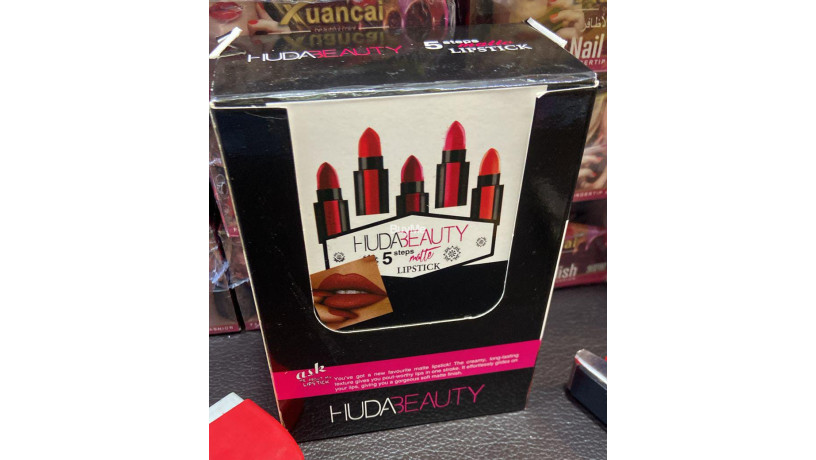 Xuancai
HUDABEAUTY 5 steps matte LIPSTICK
Nail
HUDABEAUTY
5 steps matte
LIPSTICK
ask
LIPSTICK
You've got a new favourite matte lipstick! The creamy, long-lasting
texture gives you pout-worthy lips in one stroke. It effortlessly glides on
your lips, giving you a gorgeous soft matte finish.
HUDABEAUTY